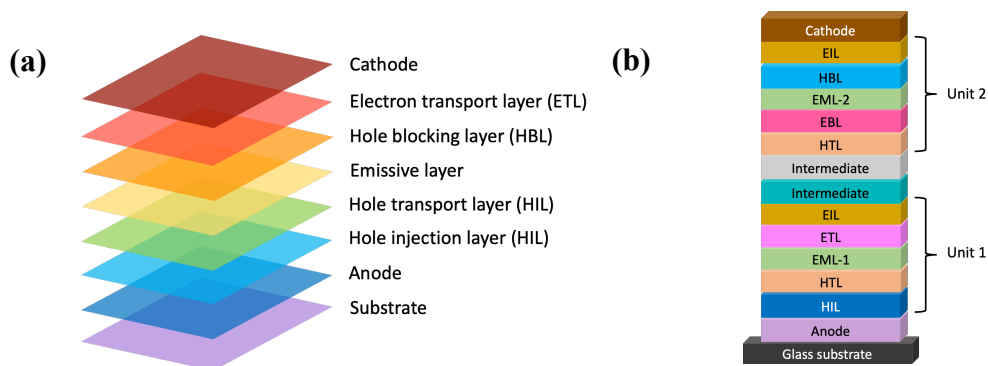 (a)
Cathode
Electron transport layer (ETL)
Hole blocking layer (HBL)
Emissive layer
Hole transport layer (HIL)
Hole injection layer (HIL)
Anode
Substrate
(b)
Cathode
EIL
HBL
EML-2
EBL
HTL
Unit 2
Intermediate
Intermediate
EIL
ETL
EML-1
HTL
HIL
Unit 1
Anode
Glass substrate